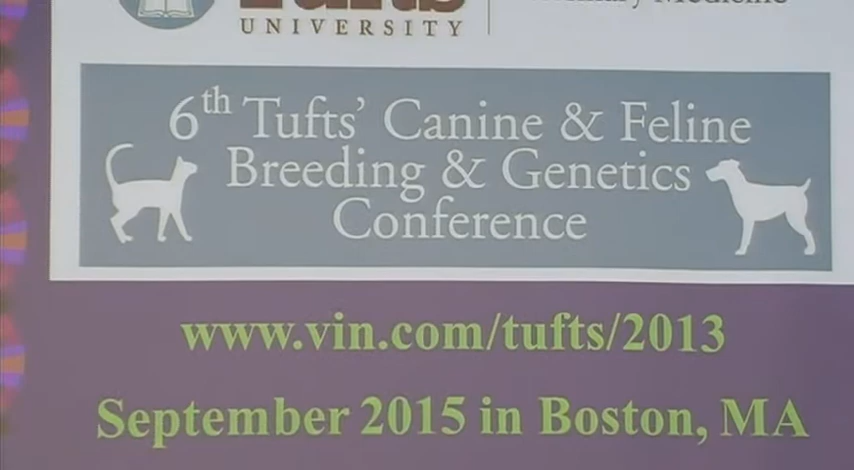 UNIVERSITY
6th Tufts' Canine & Feline
Breeding & Genetics
Conference
www.vin.com/tufts/2013
September 2015 in Boston, MA